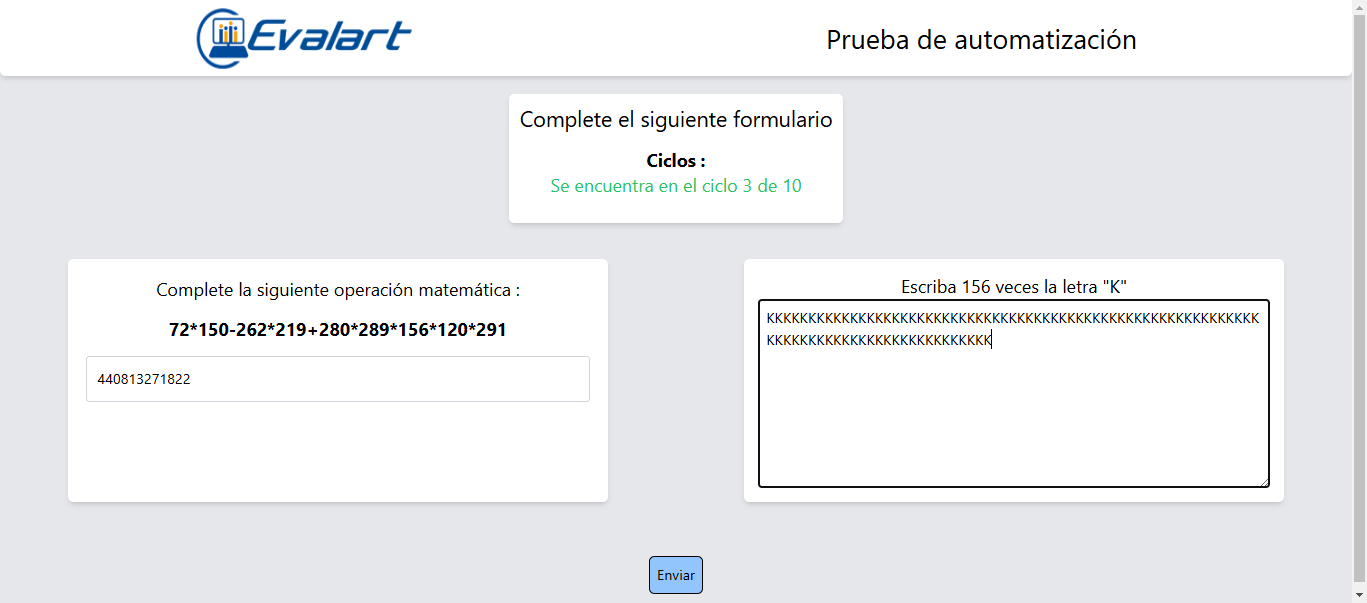 Evalart
Prueba de automatización
Complete el siguiente formulario
Ciclos :
Se encuentra en el ciclo 3 de 10
Complete la siguiente operación matemática :
72*150-262*219+280*289*156*120*291
440813271822
Escriba 156 veces la letra "K"
KKKKKKKKKKKKKKKKKKKKKKKKKKKKKKKKKKKKKKKKKKKKKKKKKKKKKKKKKKK
KKKKKKKKKKKKKKKKKKKKKKKKKKK
Enviar